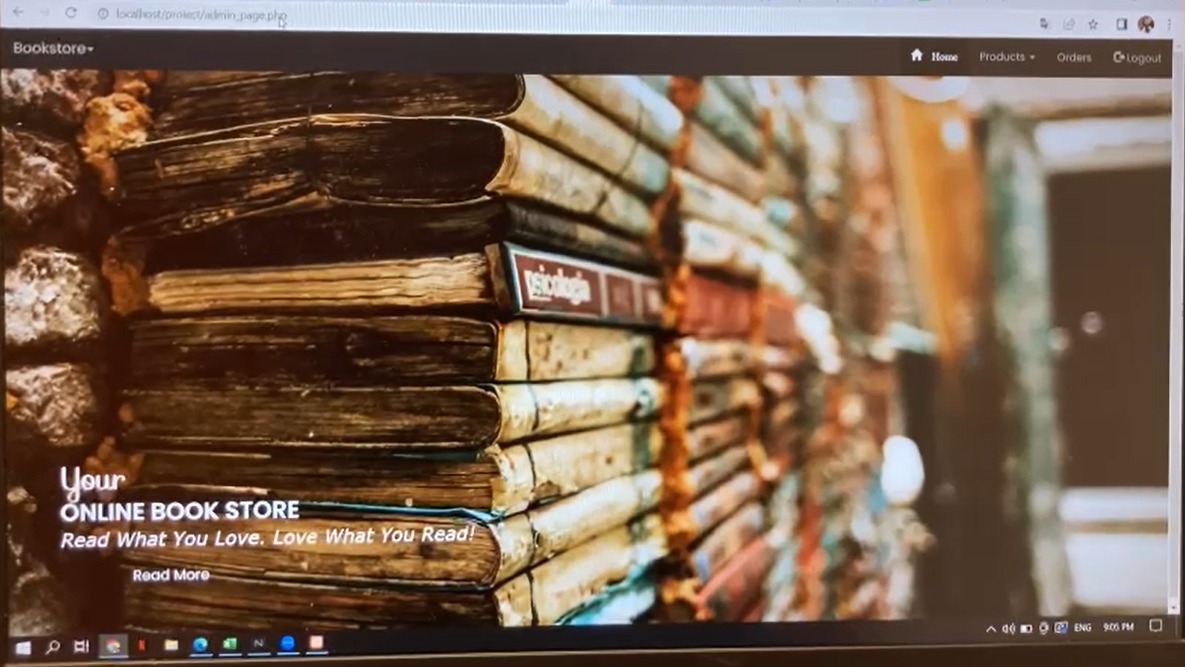 localhost/project/admin_page.php
Bookstore
Home Products Orders Logout
psicologia
Your
ONLINE BOOK STORE
Read What You Love. Love What You Read!
Read More
ENG 9:05 PM